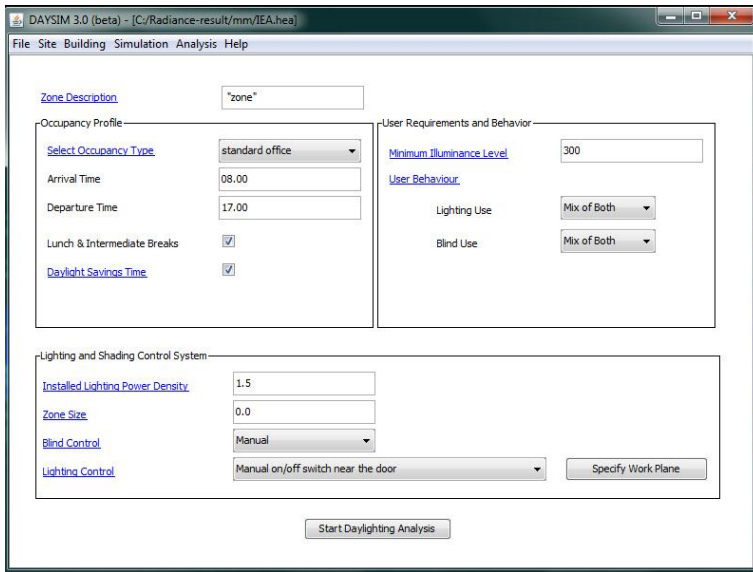 DAYSIM 3.0 (beta) - [C:/Radiance-result/mm/IEA.hea]
File Site Building Simulation Analysis Help
Zone Description "zone"
Occupancy Profile
Select Occupancy Type standard office
Arrival Time 08.00
Departure Time 17.00
Lunch & Intermediate Breaks
Daylight Savings Time
User Requirements and Behavior
Minimum Illuminance Level 300
User Behaviour
Lighting Use Mix of Both
Blind Use Mix of Both
Lighting and Shading Control System
Installed Lighting Power Density 1.5
Zone Size 0.0
Blind Control Manual
Lighting Control Manual on/off switch near the door Specify Work Plane
Start Daylighting Analysis